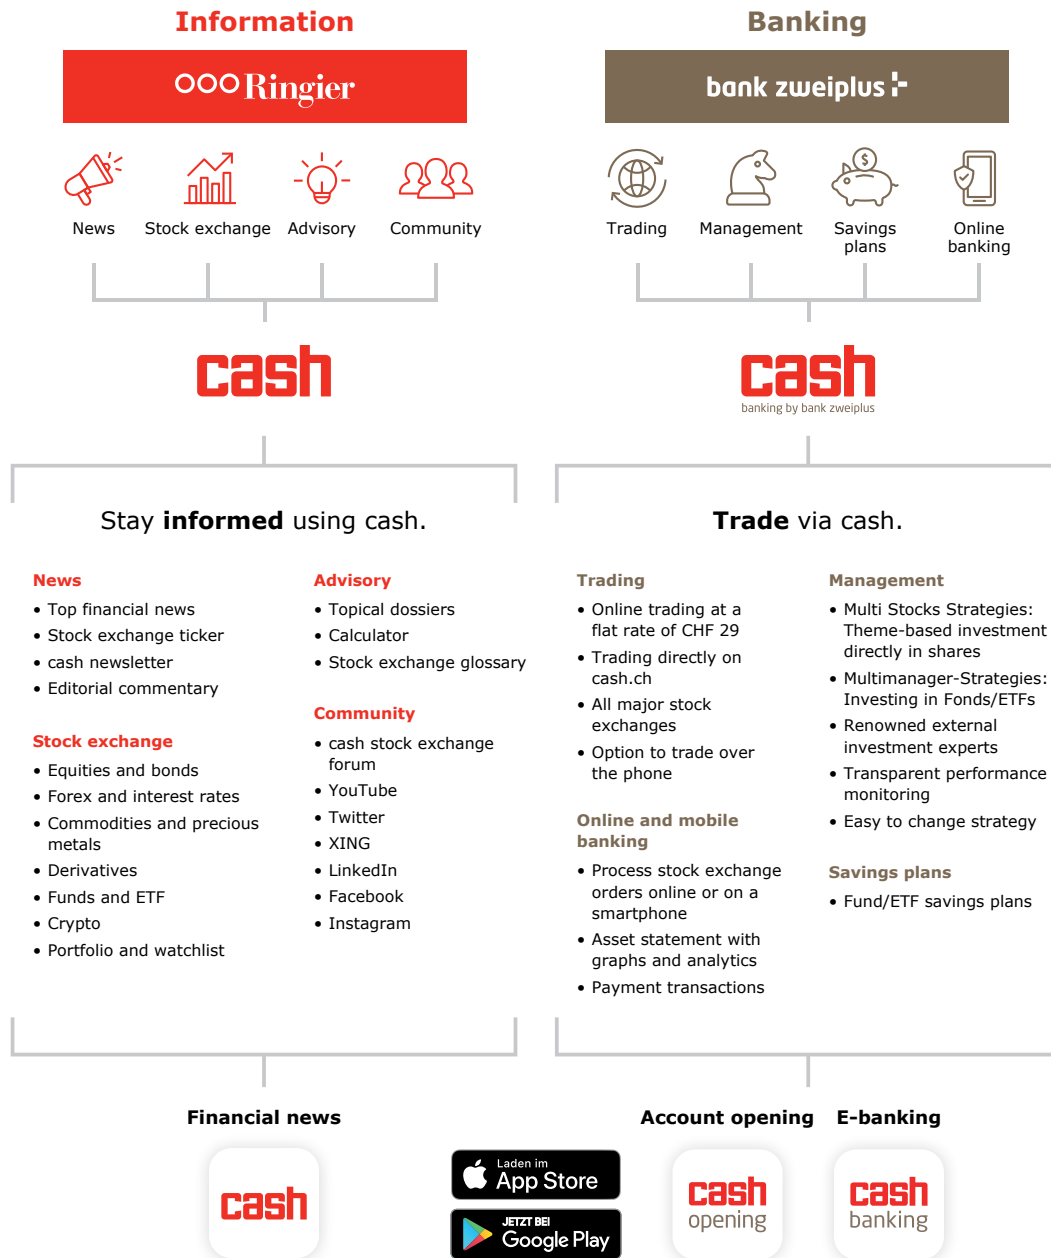 Information
Ringier
News
Stock exchange
Advisory
Community
cash
Stay informed using cash.
News
• Top financial news
• Stock exchange ticker
• cash newsletter
• Editorial commentary
Stock exchange
• Equities and bonds
• Forex and interest rates
• Commodities and precious
metals
• Derivatives
• Funds and ETF
• Crypto
• Portfolio and watchlist
Advisory
• Topical dossiers
• Calculator
• Stock exchange glossary
Community
• cash stock exchange
forum
• YouTube
• Twitter
• XING
• LinkedIn
• Facebook
• Instagram
Financial news
cash
Banking
bank zweiplus
Trading
Management
$
Savings
plans
Online
banking
cash
banking by bank zweiplus
Trade via cash.
Trading
• Online trading at a
flat rate of CHF 29
• Trading directly on
cash.ch
• All major stock
exchanges
• Option to trade over
the phone
Online and mobile
banking
• Process stock exchange
orders online or on a
smartphone
• Asset statement with
graphs and analytics
• Payment transactions
Management
• Multi Stocks Strategies:
Theme-based investment
directly in shares
• Multimanager-Strategies:
Investing in Fonds/ETFs
• Renowned external
investment experts
• Transparent performance
monitoring
• Easy to change strategy
Savings plans
• Fund/ETF savings plans
Laden im
App Store
JETZT BEI
Google Play
Account opening
cash
opening
E-banking
cash
banking